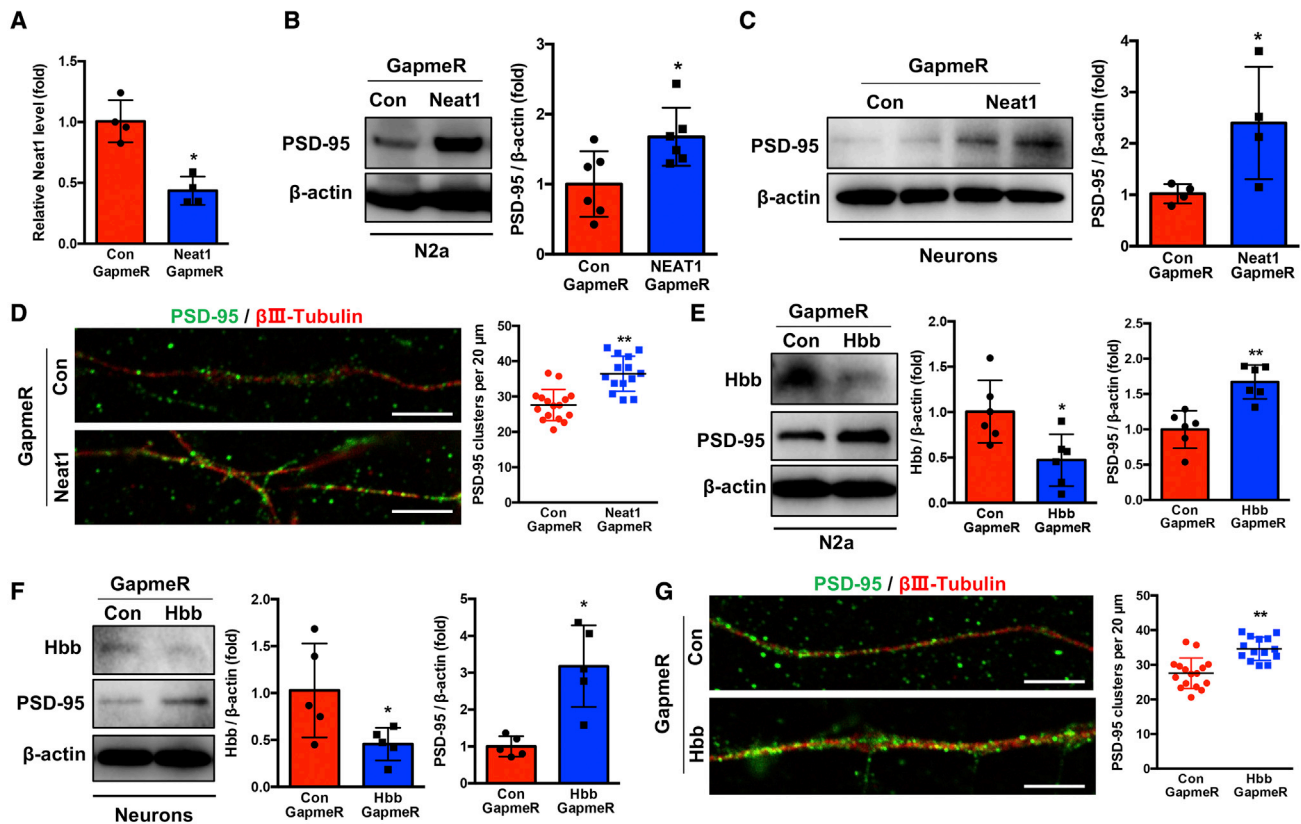 A
Relative Neat1 level (fold)
1.5
1.0
0.5
0.0
*
Con
GapmeR
Neat1
GapmeR
B
GapmeR
Con Neat1
PSD-95
β-actin
N2a
PSD-95 / β-actin (fold)
3
2
1
0
*
Con
GapmeR
NEAT1
GapmeR
C
GapmeR
Con Neat1
PSD-95
β-actin
Neurons
PSD-95 / β-actin (fold)
4
3
2
1
0
*
Con
GapmeR
Neat1
GapmeR
D
PSD-95 / βIII-Tubulin
GapmeR
Con
Neat1
PSD-95 clusters per 20 μm
50
40
30
20
10
0
**
Con
GapmeR
Neat1
GapmeR
E
GapmeR
Con Hbb
Hbb
PSD-95
β-actin
N2a
Hbb / β-actin (fold)
2.0
1.5
1.0
0.5
0.0
*
Con
GapmeR
Hbb
GapmeR
PSD-95 / β-actin (fold)
2.5
2.0
1.5
1.0
0.5
0.0
**
Con
GapmeR
Hbb
GapmeR
F
GapmeR
Con Hbb
Hbb
PSD-95
β-actin
Neurons
Hbb / β-actin (fold)
2.0
1.5
1.0
0.5
0.0
*
Con
GapmeR
Hbb
GapmeR
PSD-95 / β-actin (fold)
5
4
3
2
1
0
*
Con
GapmeR
Hbb
GapmeR
G
PSD-95 / βIII-Tubulin
GapmeR
Con
Hbb
PSD-95 clusters per 20 μm
50
40
30
20
10
0
**
Con
GapmeR
Hbb
GapmeR